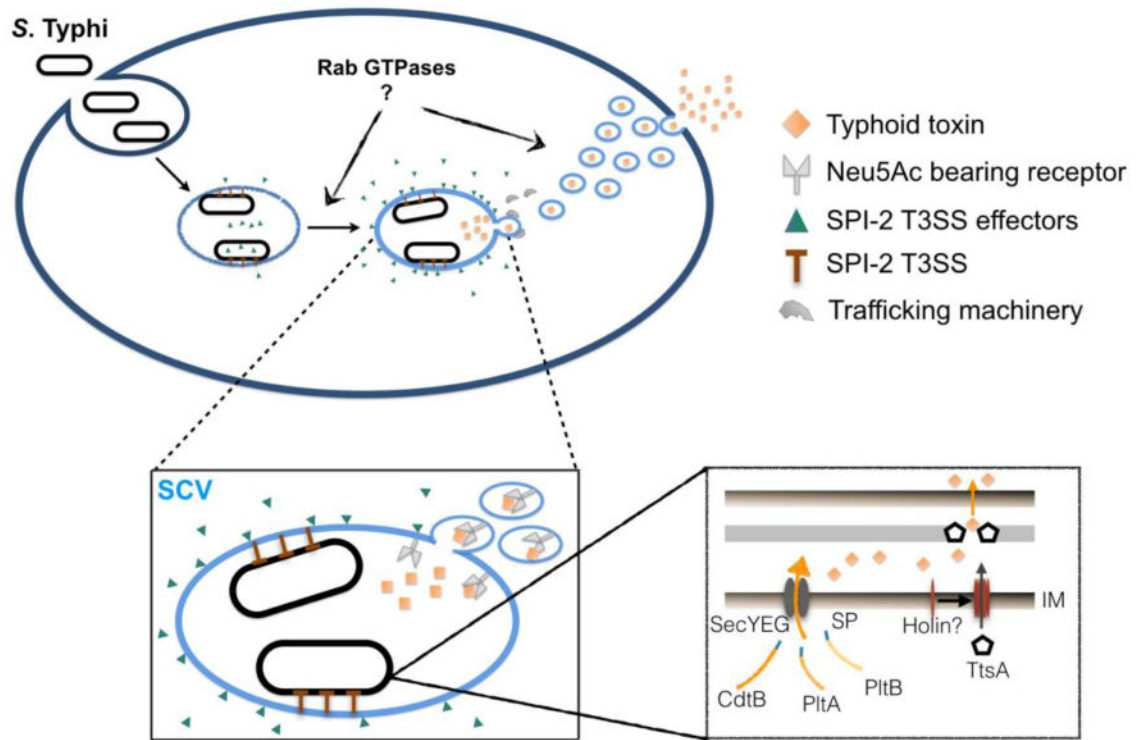 S. Typhi
Rab GTPases
?
Typhoid toxin
Neu5Ac bearing receptor
SPI-2 T3SS effectors
SPI-2 T3SS
Trafficking machinery
SCV
IM
SecYEG
SP
Holin?
TtsA
CdtB
PltA
PltB